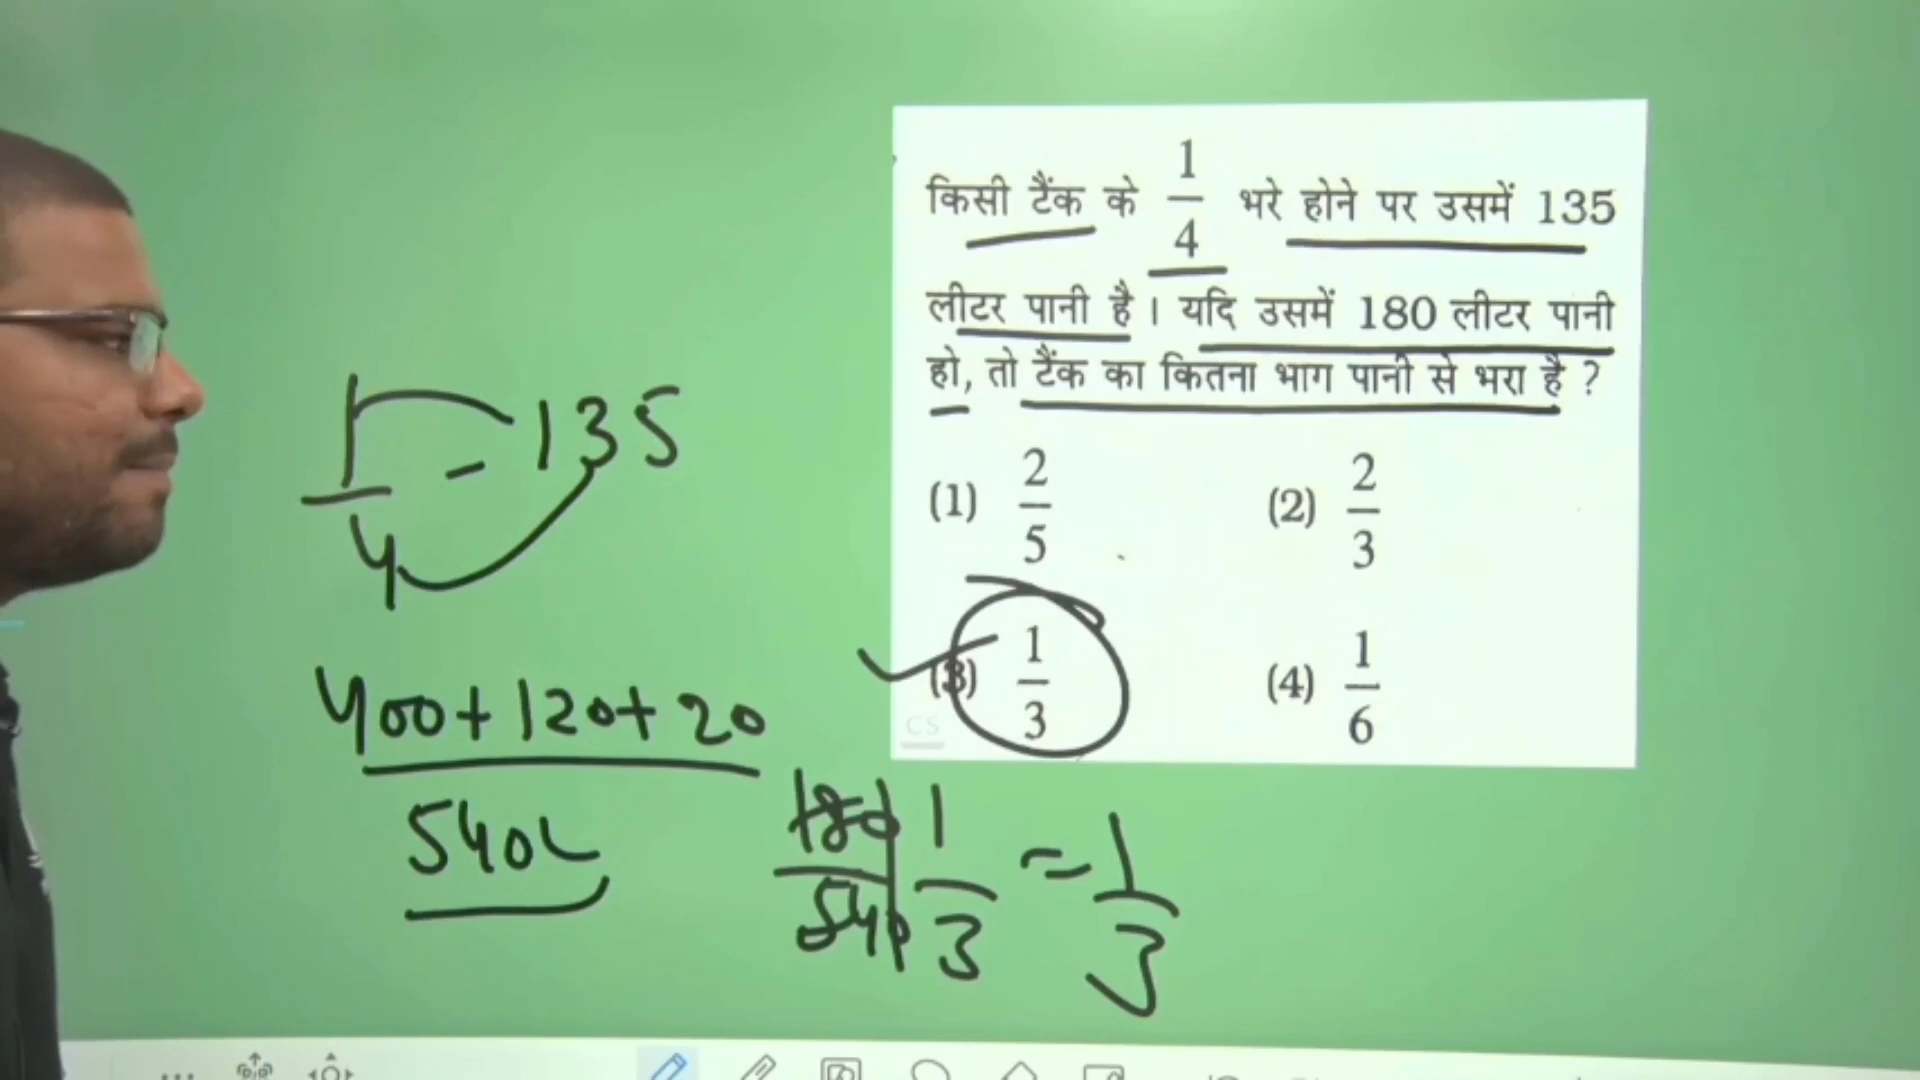 किसी टैंक के 1/4 भरे होने पर उसमें 135
लीटर पानी है। यदि उसमें 180 लीटर पानी
हो, तो टैंक का कितना भाग पानी से भरा है ?
(1) 2/5 (2) 2/3
(3) 1/3 (4) 1/6
CS
1/4 - 135
400+120+20
540L
180/540 1/3 = 1/3